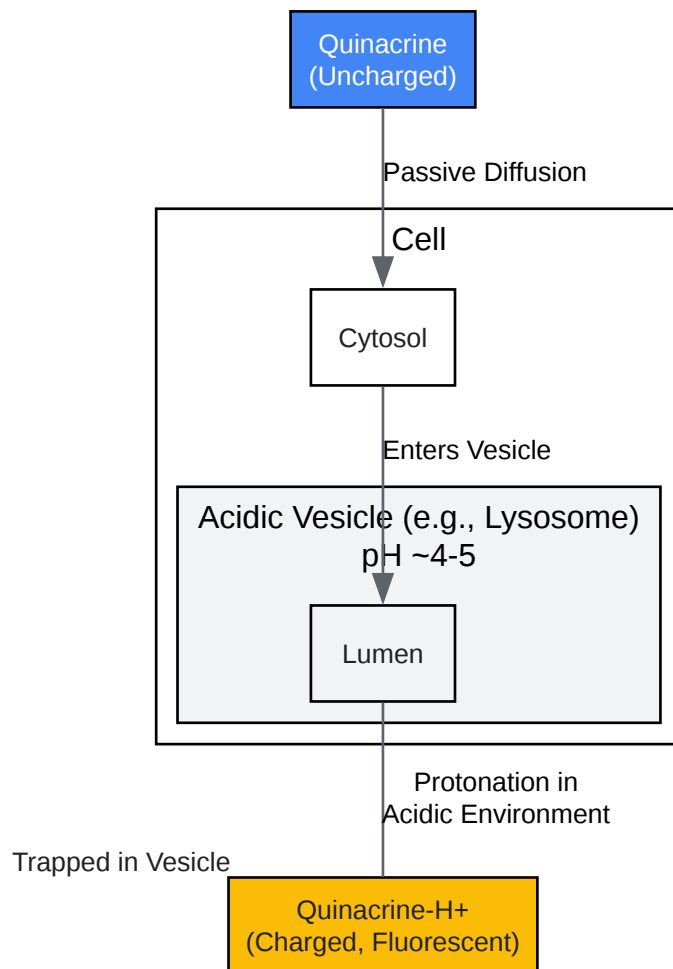 Quinacrine
(Uncharged)
Passive Diffusion
Cell
Cytosol
Enters Vesicle
Acidic Vesicle (e.g., Lysosome)
pH ~4-5
Lumen
Protonation in
Acidic Environment
Trapped in Vesicle
Quinacrine-H+
(Charged, Fluorescent)